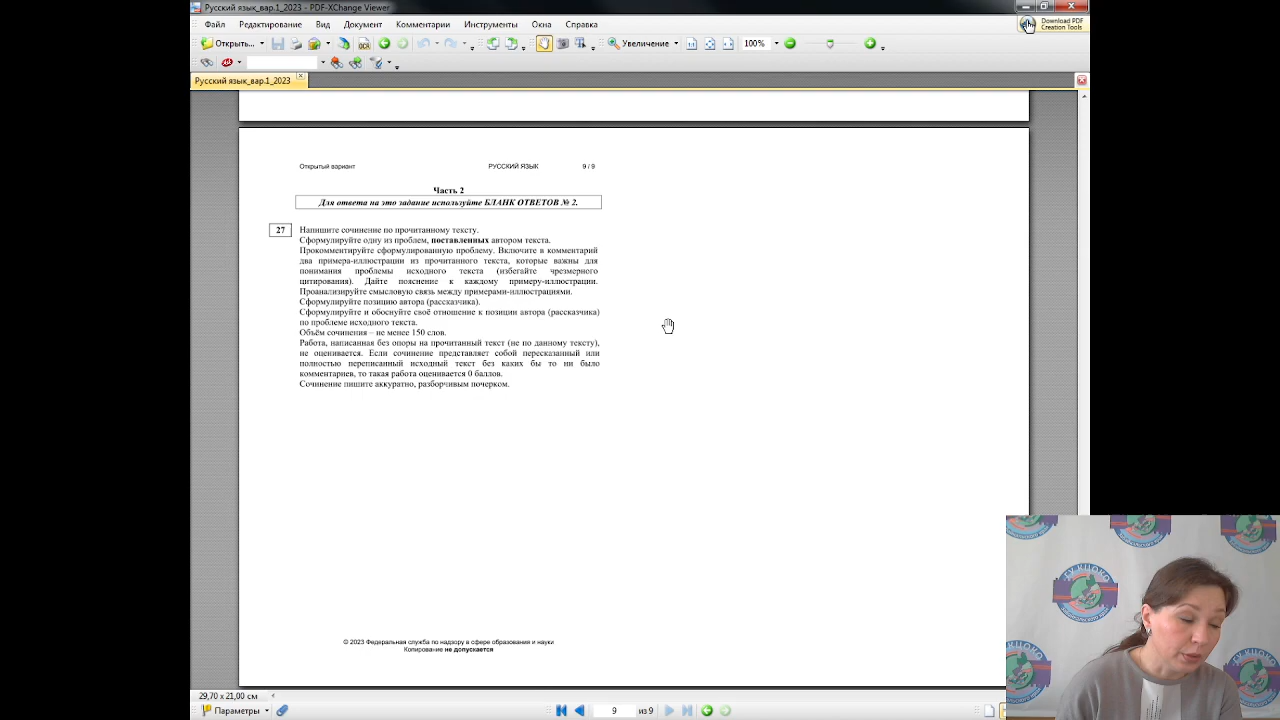 Русский язык_вар.1_2023 - PDF-XChange Viewer
Файл Редактирование Вид Документ Комментарии Инструменты Окна Справка
Download PDF
Creation Tools
Открыть... OCR Увеличение 100%
Русский язык_вар.1_2023
Открытый вариант РУССКИЙ ЯЗЫК 9 / 9
Часть 2
Для ответа на это задание используйте БЛАНК ОТВЕТОВ № 2.
27 Напишите сочинение по прочитанному тексту.
Сформулируйте одну из проблем, поставленных автором текста.
Прокомментируйте сформулированную проблему. Включите в комментарий
два примера-иллюстрации из прочитанного текста, которые важны для
понимания проблемы исходного текста (избегайте чрезмерного
цитирования). Дайте пояснение к каждому примеру-иллюстрации.
Проанализируйте смысловую связь между примерами-иллюстрациями.
Сформулируйте позицию автора (рассказчика).
Сформулируйте и обоснуйте своё отношение к позиции автора (рассказчика)
по проблеме исходного текста.
Объём сочинения – не менее 150 слов.
Работа, написанная без опоры на прочитанный текст (не по данному тексту),
не оценивается. Если сочинение представляет собой пересказанный или
полностью переписанный исходный текст без каких бы то ни было
комментариев, то такая работа оценивается 0 баллов.
Сочинение пишите аккуратно, разборчивым почерком.
© 2023 Федеральная служба по надзору в сфере образования и науки
Копирование не допускается
29,70 x 21,00 см
Параметры 9 из 9